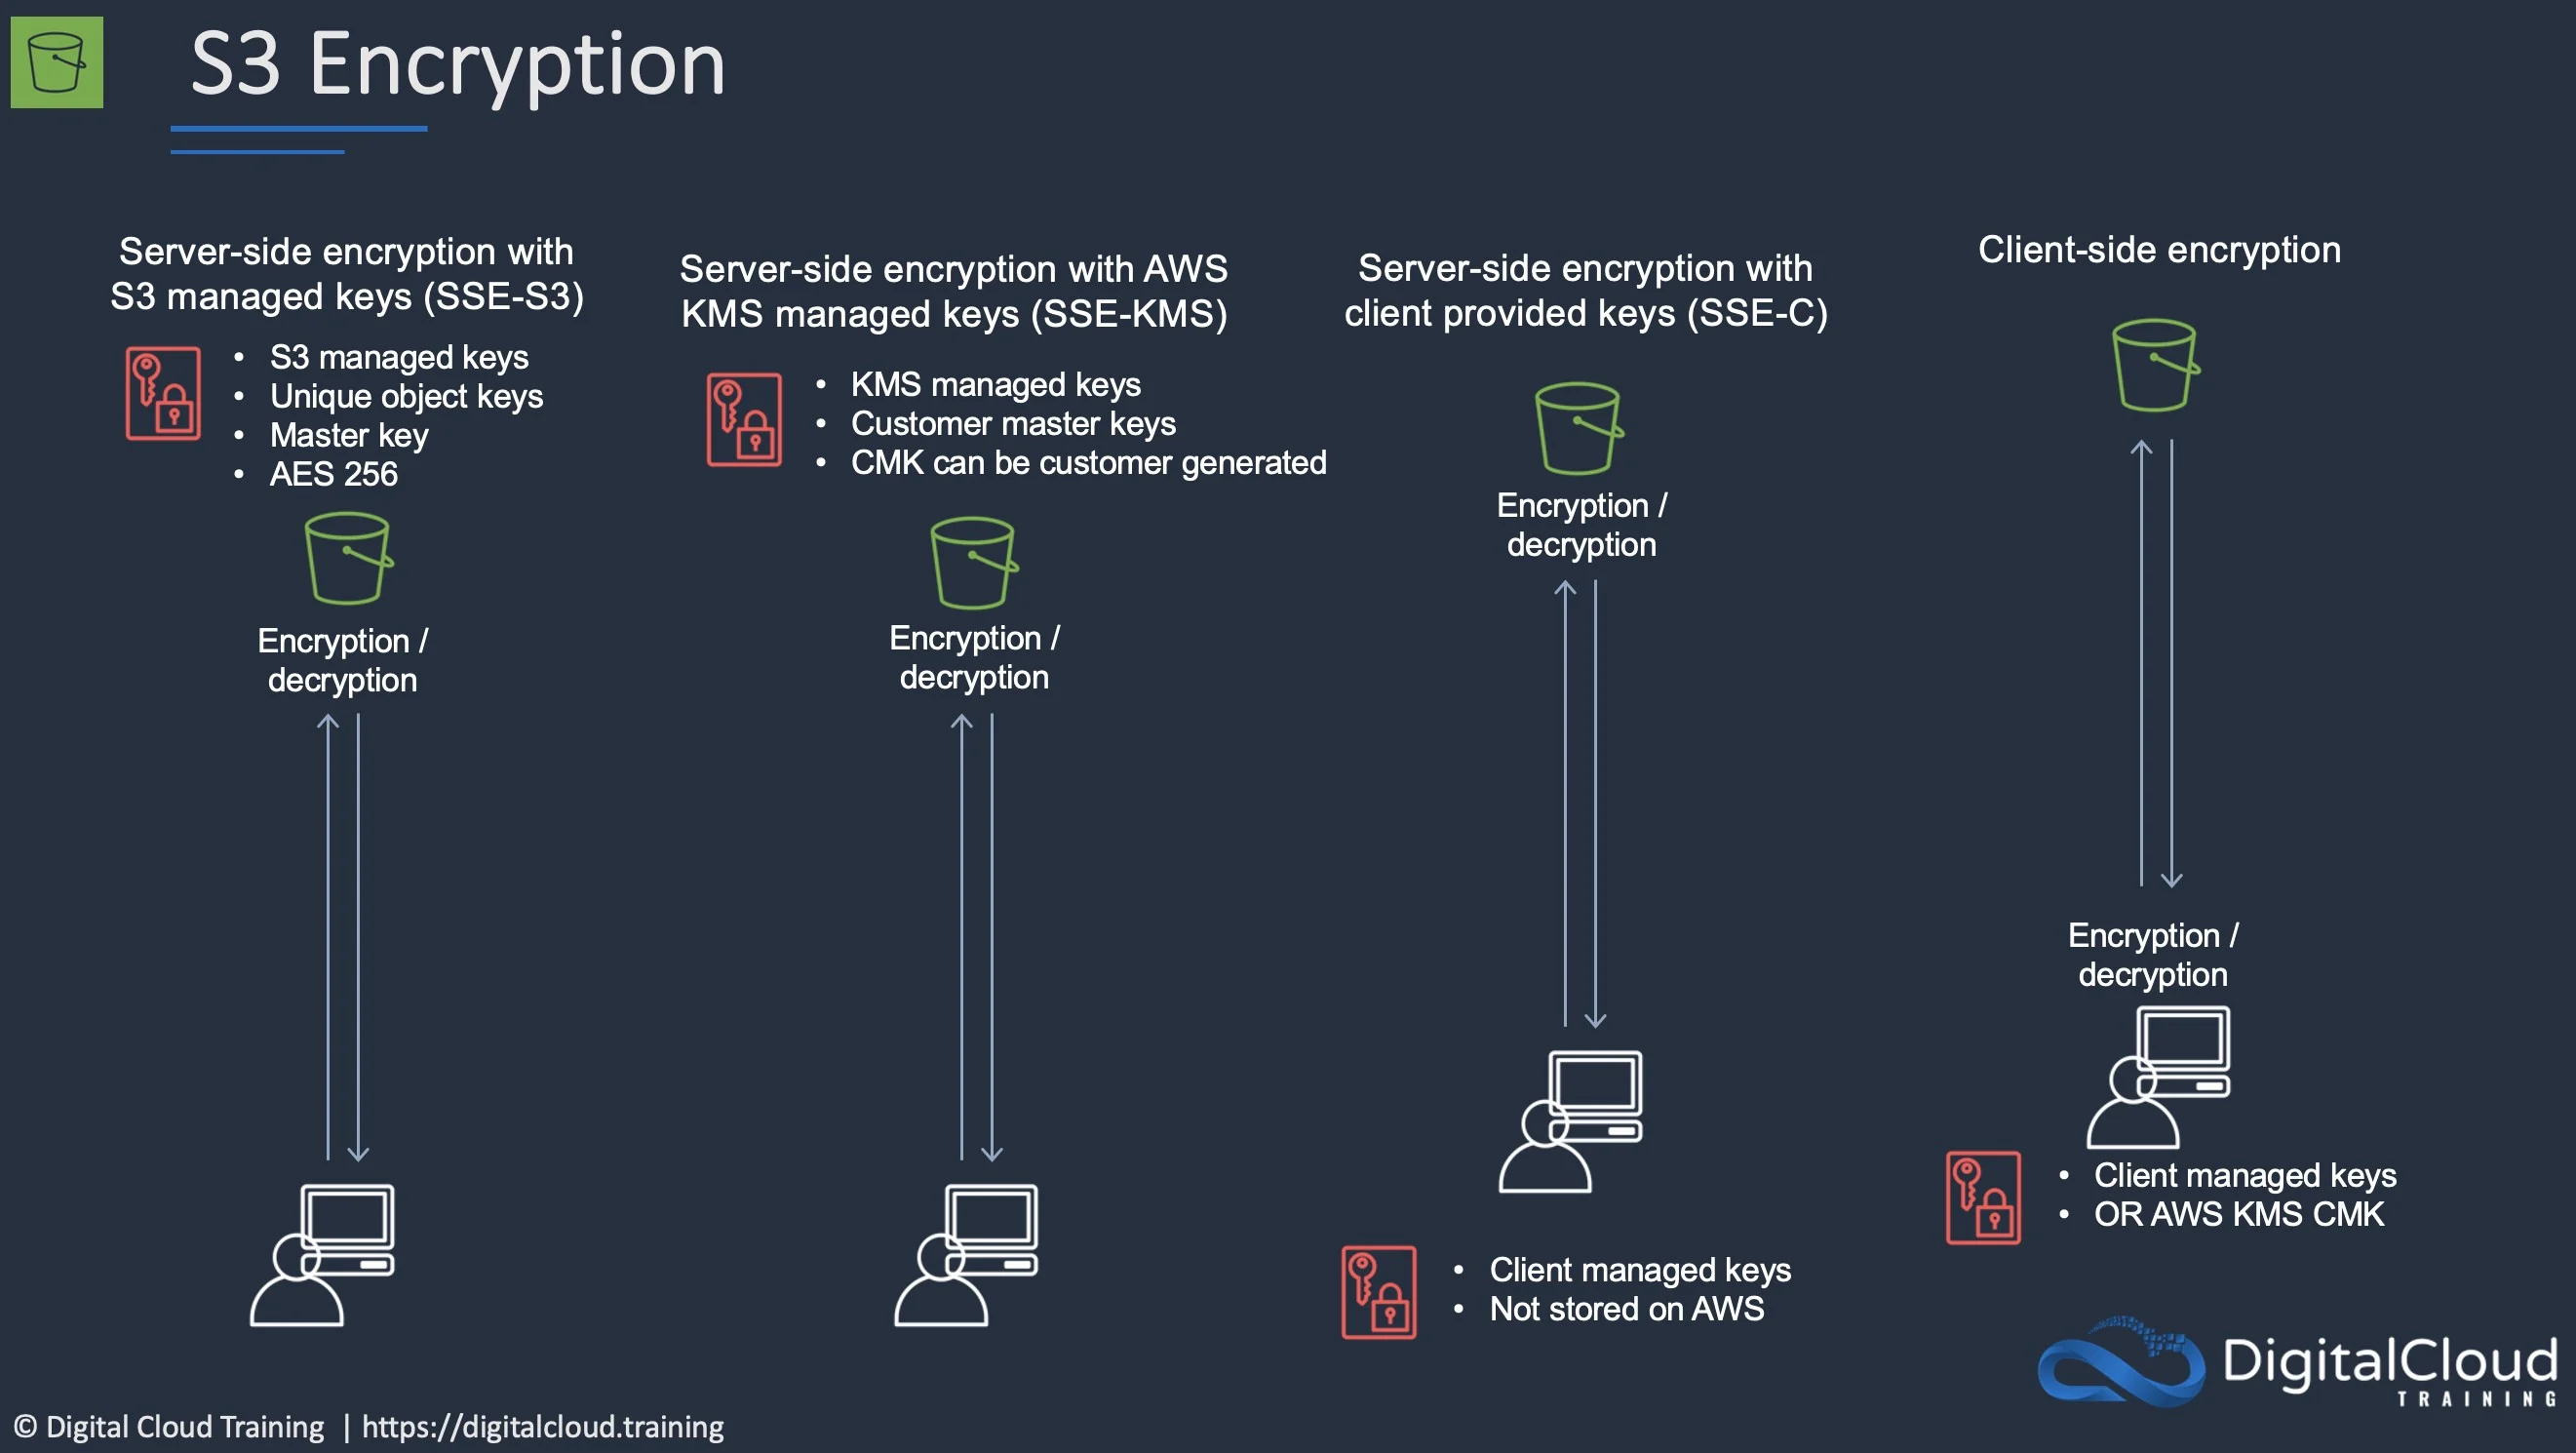 S3 Encryption
Server-side encryption with
S3 managed keys (SSE-S3)
• S3 managed keys
• Unique object keys
• Master key
• AES 256
Encryption /
decryption
Server-side encryption with AWS
KMS managed keys (SSE-KMS)
• KMS managed keys
• Customer master keys
• CMK can be customer generated
Encryption /
decryption
Server-side encryption with
client provided keys (SSE-C)
Encryption /
decryption
• Client managed keys
• Not stored on AWS
Client-side encryption
Encryption /
decryption
• Client managed keys
• OR AWS KMS CMK
DigitalCloud
TRAINING
© Digital Cloud Training | https://digitalcloud.training